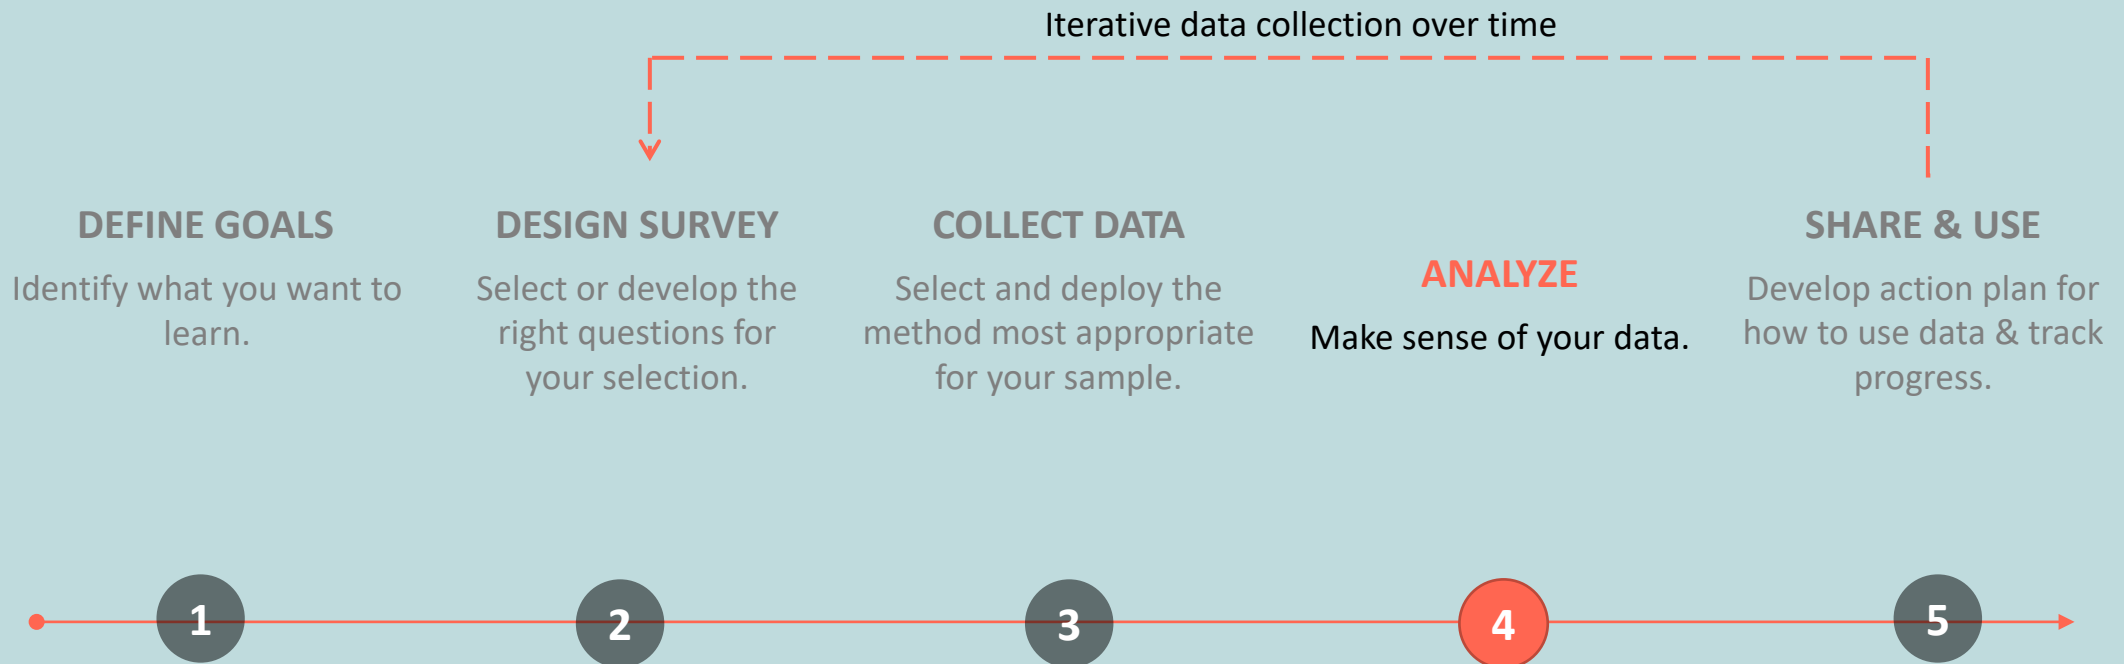 Iterative data collection over time
DEFINE GOALS
Identify what you want to
learn.
DESIGN SURVEY
Select or develop the
right questions for
your selection.
COLLECT DATA
Select and deploy the
method most appropriate
for your sample.
ANALYZE
Make sense of your data.
SHARE & USE
Develop action plan for
how to use data & track
progress.
1
2
3
4
5